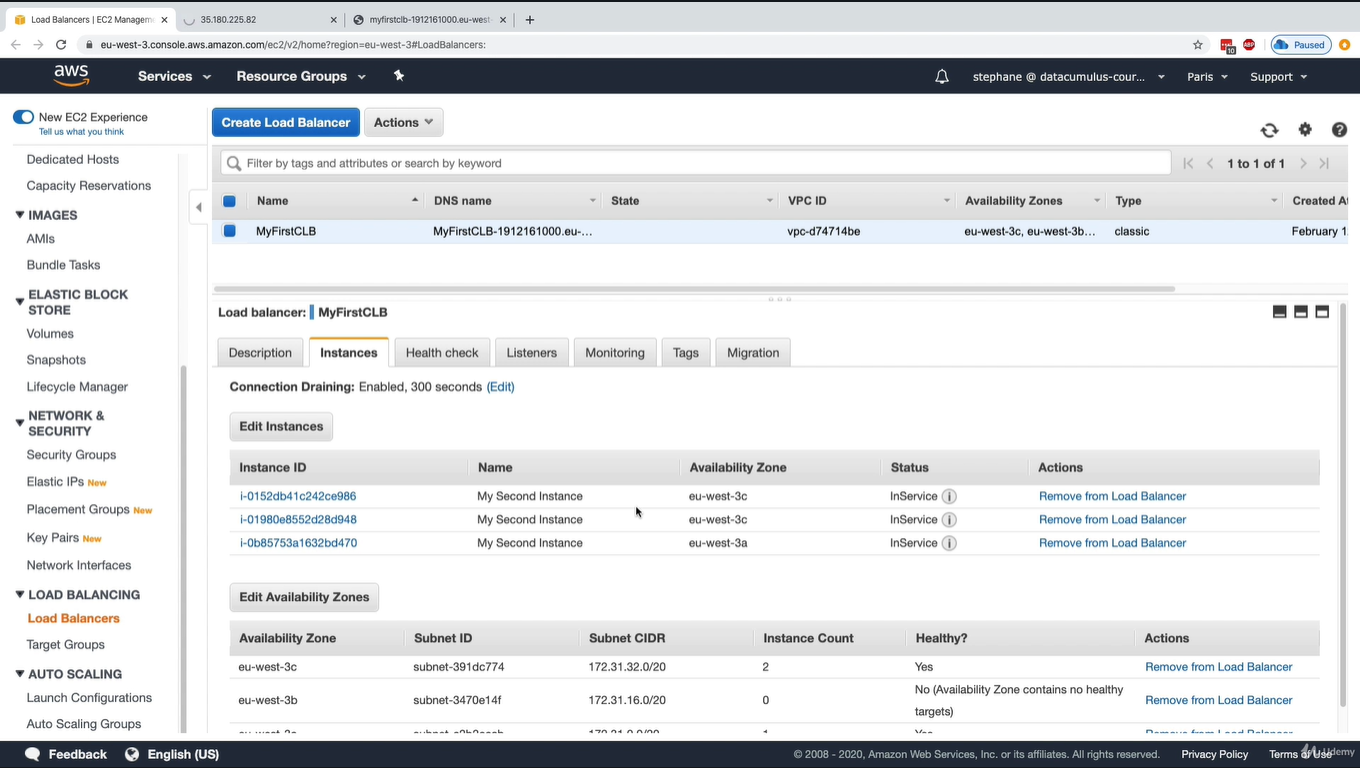 Load Balancers | EC2 Manageme
35.180.225.82
myfirstclb-1912161000.eu-west-
eu-west-3.console.aws.amazon.com/ec2/v2/home?region=eu-west-3#LoadBalancers:
10
ABP
Paused
aws
Services
Resource Groups
stephane @ datacumulus-cour...
Paris
Support
New EC2 Experience
Tell us what you think
Dedicated Hosts
Capacity Reservations
IMAGES
AMIs
Bundle Tasks
ELASTIC BLOCK
STORE
Volumes
Snapshots
Lifecycle Manager
NETWORK &
SECURITY
Security Groups
Elastic IPs New
Placement Groups New
Key Pairs New
Network Interfaces
LOAD BALANCING
Load Balancers
Target Groups
AUTO SCALING
Launch Configurations
Auto Scaling Groups
Create Load Balancer
Actions
Filter by tags and attributes or search by keyword
1 to 1 of 1
Name DNS name State VPC ID Availability Zones Type Created At
MyFirstCLB MyFirstCLB-1912161000.eu-... vpc-d74714be eu-west-3c, eu-west-3b... classic February 1
Load balancer: MyFirstCLB
Description Instances Health check Listeners Monitoring Tags Migration
Connection Draining: Enabled, 300 seconds (Edit)
Edit Instances
Instance ID Name Availability Zone Status Actions
i-0152db41c242ce986 My Second Instance eu-west-3c InService Remove from Load Balancer
i-01980e8552d28d948 My Second Instance eu-west-3c InService Remove from Load Balancer
i-0b85753a1632bd470 My Second Instance eu-west-3a InService Remove from Load Balancer
Edit Availability Zones
Availability Zone Subnet ID Subnet CIDR Instance Count Healthy? Actions
eu-west-3c subnet-391dc774 172.31.32.0/20 2 Yes Remove from Load Balancer
eu-west-3b subnet-3470e14f 172.31.16.0/20 0 No (Availability Zone contains no healthy
targets) Remove from Load Balancer
Feedback
English (US)
© 2008 - 2020, Amazon Web Services, Inc. or its affiliates. All rights reserved.
Privacy Policy
Terms of Use
Udemy